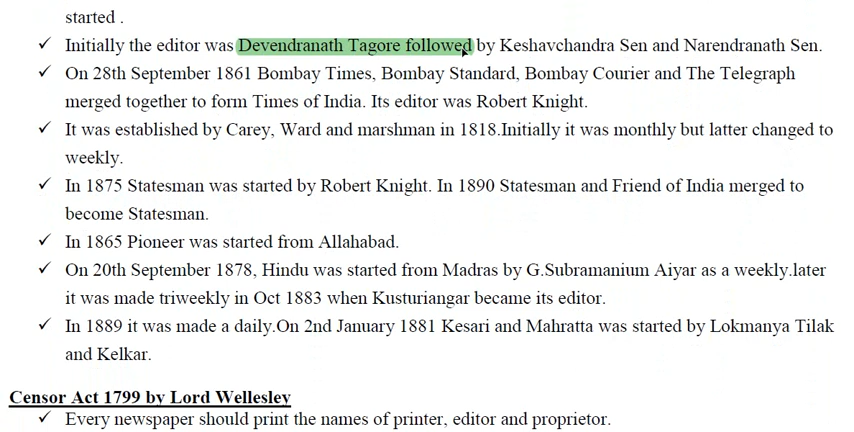 started .
✓ Initially the editor was Devendranath Tagore followed by Keshavchandra Sen and Narendranath Sen.
✓ On 28th September 1861 Bombay Times, Bombay Standard, Bombay Courier and The Telegraph
merged together to form Times of India. Its editor was Robert Knight.
✓ It was established by Carey, Ward and marshman in 1818.Initially it was monthly but latter changed to
weekly.
✓ In 1875 Statesman was started by Robert Knight. In 1890 Statesman and Friend of India merged to
become Statesman.
✓ In 1865 Pioneer was started from Allahabad.
✓ On 20th September 1878, Hindu was started from Madras by G.Subramanium Aiyar as a weekly.later
it was made triweekly in Oct 1883 when Kusturiangar became its editor.
✓ In 1889 it was made a daily.On 2nd January 1881 Kesari and Mahratta was started by Lokmanya Tilak
and Kelkar.
Censor Act 1799 by Lord Wellesley
✓ Every newspaper should print the names of printer, editor and proprietor.